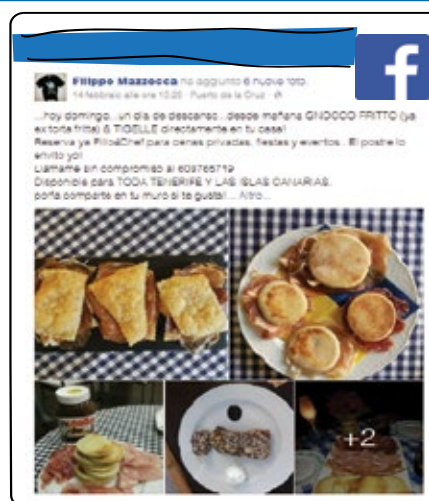 f
Filippo Mazzocca ha aggiunto 6 nuove foto.
14 febbraio alle ore 10:20 · Puerto de la Cruz ·
...hoy domingo...un dia de descanso...desde mañana GNOCCO FRITTO (ya
ex torta fritta) & TIGELLE directamente en tu casa!
Reserva ya Fillo&Chef para cenas privadas, fiestas y eventos... El postre lo
envito yo!
Llamame sin compromiso al
Disponible para TODA TENERIFE Y LAS ISLAS CANARIAS.
porfa comparte en tu muro si te gusta!... Altro...
nutella
+2